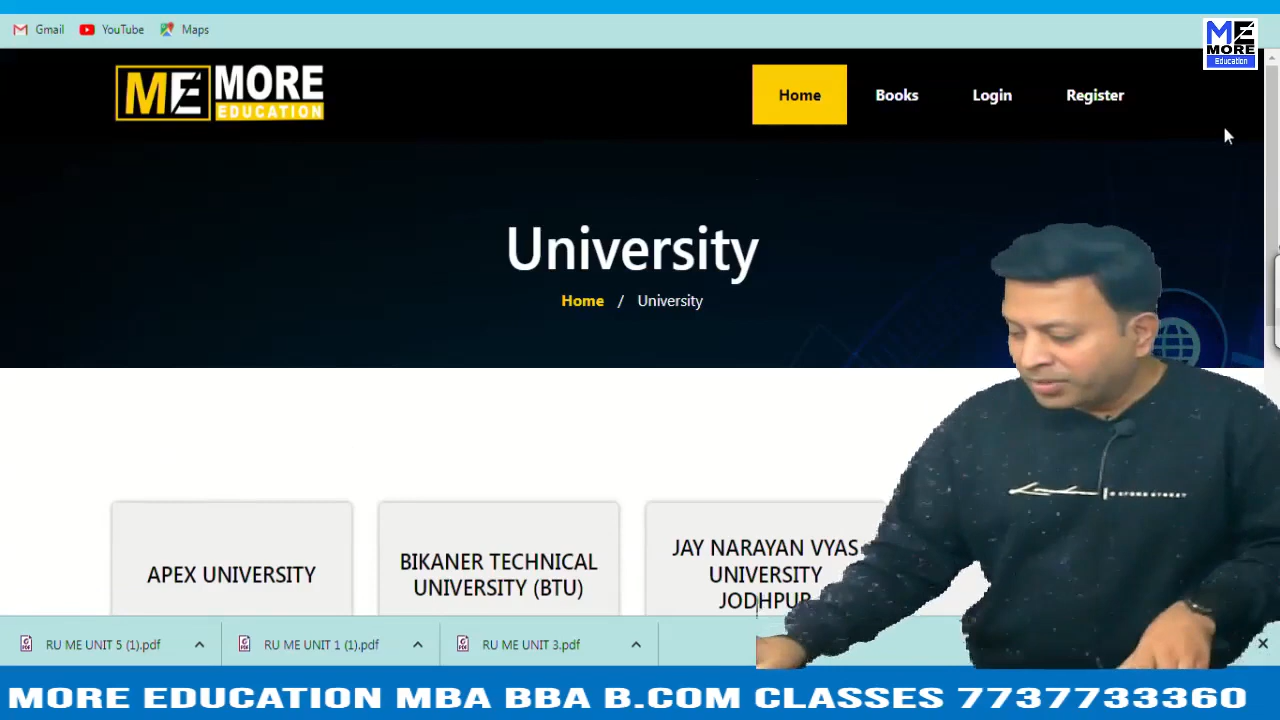 Gmail YouTube Maps
ME
MORE
Education
ME MORE
EDUCATION
Home Books Login Register
University
Home / University
APEX UNIVERSITY
BIKANER TECHNICAL
UNIVERSITY (BTU)
JAY NARAYAN VYAS
UNIVERSITY
JODHPUR
RU ME UNIT 5 (1).pdf RU ME UNIT 1 (1).pdf RU ME UNIT 3.pdf
MORE EDUCATION MBA BBA B.COM CLASSES 7737733360